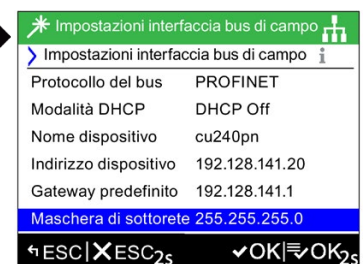 Impostazioni interfaccia bus di campo
Impostazioni interfaccia bus di campo i
Protocollo del bus PROFINET
Modalità DHCP DHCP Off
Nome dispositivo cu240pn
Indirizzo dispositivo 192.128.141.20
Gateway predefinito 192.128.141.1
Maschera di sottorete 255.255.255.0
ESC|XESC2s ✓OK|OK2s